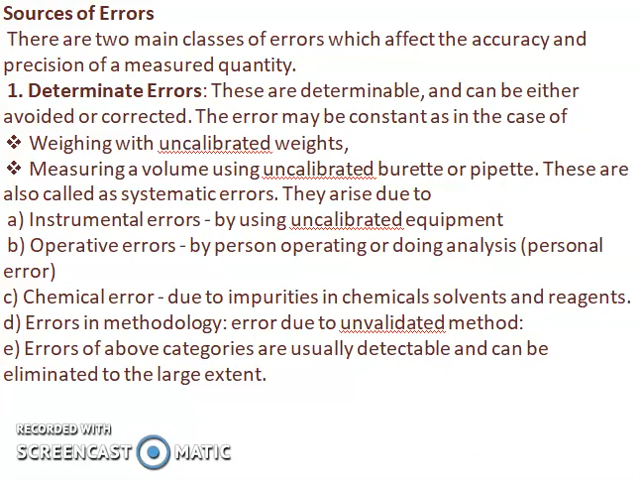 Sources of Errors
There are two main classes of errors which affect the accuracy and
precision of a measured quantity.
1. Determinate Errors: These are determinable, and can be either
avoided or corrected. The error may be constant as in the case of
❖ Weighing with uncalibrated weights,
❖ Measuring a volume using uncalibrated burette or pipette. These are
also called as systematic errors. They arise due to
a) Instrumental errors - by using uncalibrated equipment
b) Operative errors - by person operating or doing analysis (personal
error)
c) Chemical error - due to impurities in chemicals solvents and reagents.
d) Errors in methodology: error due to unvalidated method:
e) Errors of above categories are usually detectable and can be
eliminated to the large extent.
RECORDED WITH
SCREENCAST MATIC